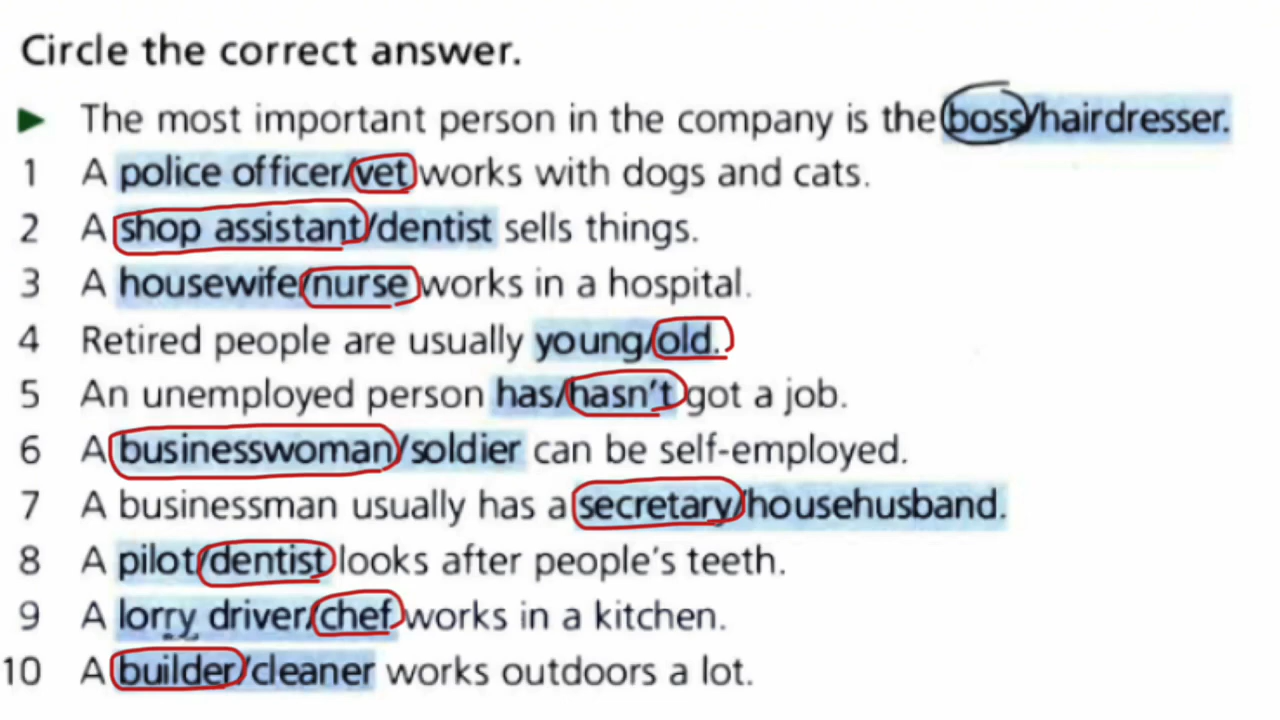 Circle the correct answer.
▶ The most important person in the company is the boss/hairdresser.
1 A police officer/vet works with dogs and cats.
2 A shop assistant/dentist sells things.
3 A housewife/nurse works in a hospital.
4 Retired people are usually young/old.
5 An unemployed person has/hasn't got a job.
6 A businesswoman/soldier can be self-employed.
7 A businessman usually has a secretary/househusband.
8 A pilot/dentist looks after people's teeth.
9 A lorry driver/chef works in a kitchen.
10 A builder/cleaner works outdoors a lot.